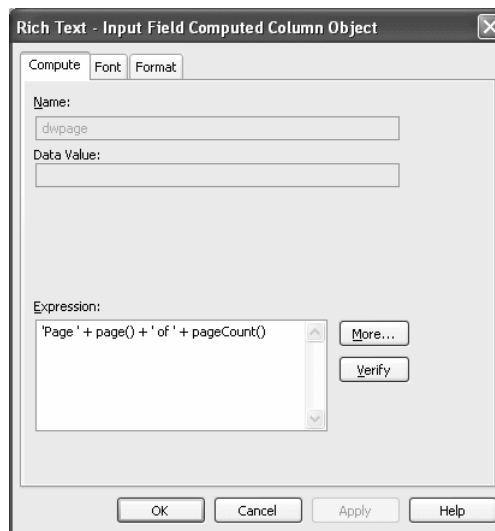 Rich Text - Input Field Computed Column Object
Compute Font Format
Name:
dwpage
Data Value:
Expression:
'Page ' + page() + ' of ' + pageCount()
More...
Verify
OK Cancel Apply Help